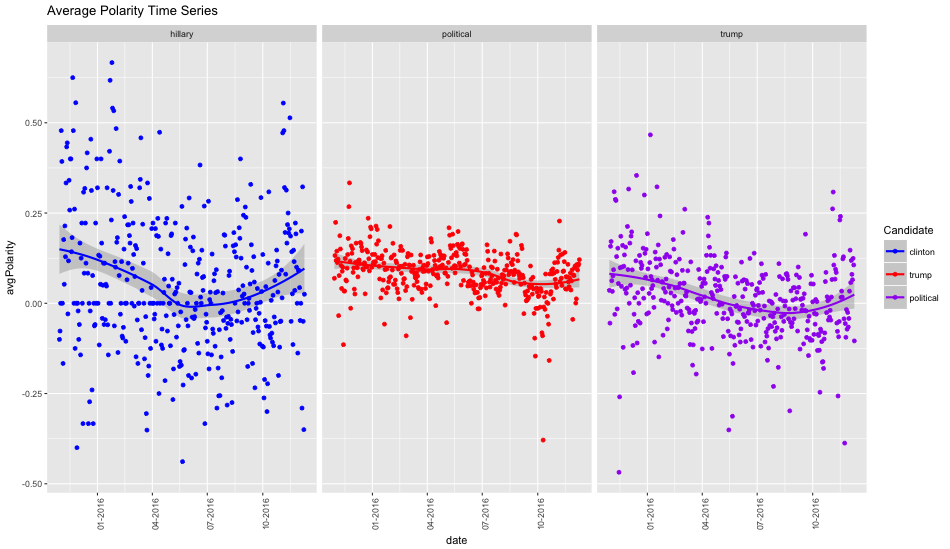 Average Polarity Time Series
hillary
political
trump
avgPolarity
0.50
0.25
0.00
-0.25
-0.50
01-2016
04-2016
07-2016
10-2016
01-2016
04-2016
07-2016
10-2016
01-2016
04-2016
07-2016
10-2016
date
Candidate
clinton
trump
political